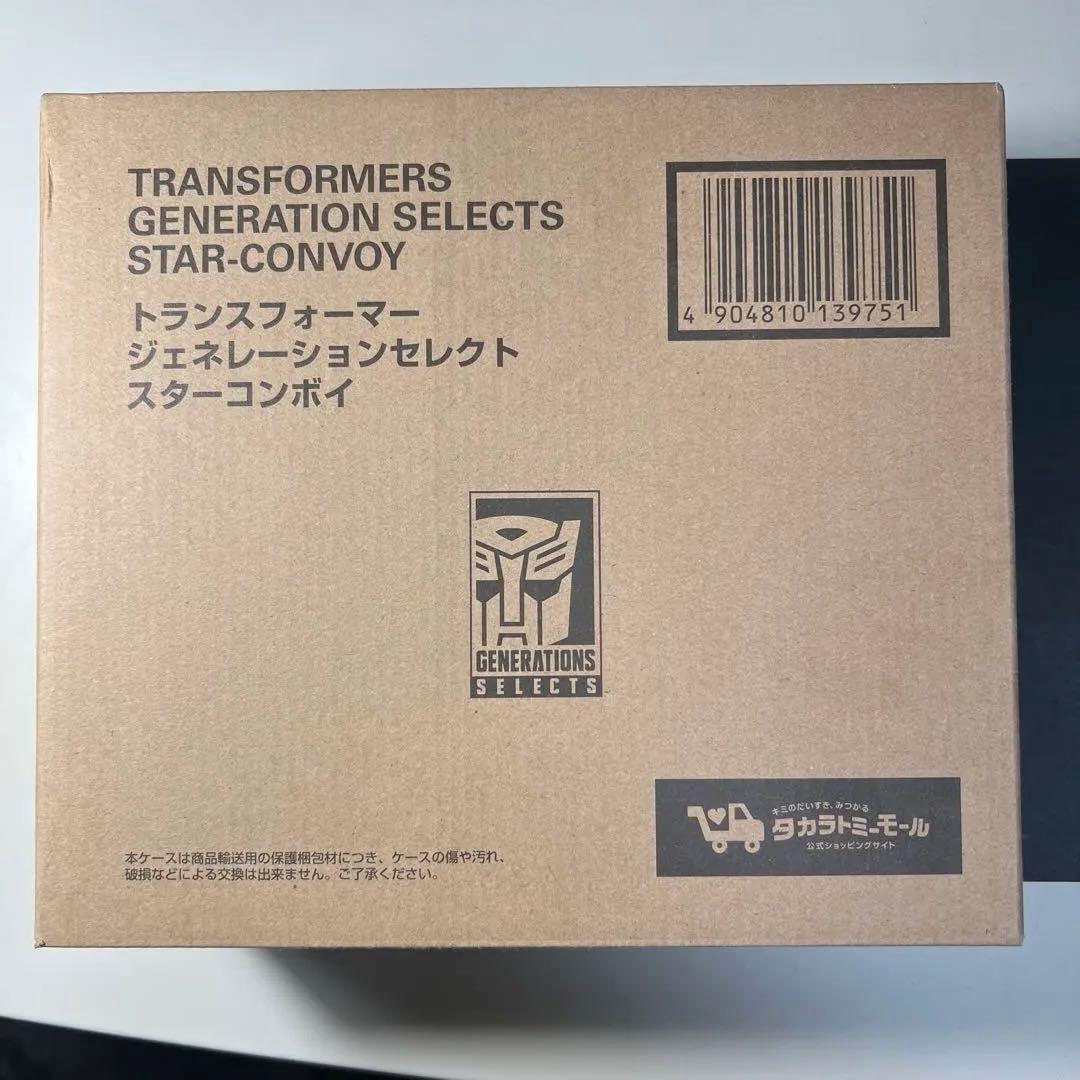 TRANSFORMERS
GENERATION SELECTS
STAR-CONVOY
トランスフォーマー
ジェネレーションセレクト
スターコンボイ
4 904810 139751
GENERATIONS
SELECTS
キミのだいすき、みつかる
タカラトミーモール
公式ショッピングサイト
本ケースは商品輸送用の保護梱包材につき、ケースの傷や汚れ、
破損などによる交換は出来ません。ご了承ください。